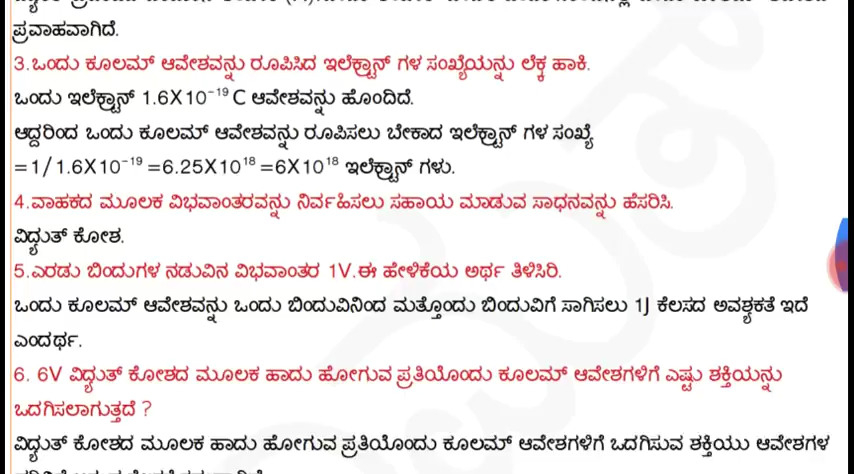 ಪ್ರವಾಹವಾಗಿದೆ.
3.ಒಂದು ಕೂಲಮ್ ಆವೇಶವನ್ನು ರೂಪಿಸಿದ ಇಲೆಕ್ಟ್ರಾನ್ ಗಳ ಸಂಖ್ಯೆಯನ್ನು ಲೆಕ್ಕ ಹಾಕಿ.
ಒಂದು ಇಲೆಕ್ಟ್ರಾನ್ 1.6X10⁻¹⁹ C ಆವೇಶವನ್ನು ಹೊಂದಿದೆ.
ಆದ್ದರಿಂದ ಒಂದು ಕೂಲಮ್ ಆವೇಶವನ್ನು ರೂಪಿಸಲು ಬೇಕಾದ ಇಲೆಕ್ಟ್ರಾನ್ ಗಳ ಸಂಖ್ಯೆ
=1/1.6X10⁻¹⁹ =6.25X10¹⁸ =6X10¹⁸ ಇಲೆಕ್ಟ್ರಾನ್ ಗಳು.
4.ವಾಹಕದ ಮೂಲಕ ವಿಭವಾಂತರವನ್ನು ನಿರ್ವಹಿಸಲು ಸಹಾಯ ಮಾಡುವ ಸಾಧನವನ್ನು ಹೆಸರಿಸಿ.
ವಿಧ್ಯುತ್ ಕೋಶ.
5.ಎರಡು ಬಿಂದುಗಳ ನಡುವಿನ ವಿಭವಾಂತರ 1V.ಈ ಹೇಳಿಕೆಯ ಅರ್ಥ ತಿಳಿಸಿರಿ.
ಒಂದು ಕೂಲಮ್ ಆವೇಶವನ್ನು ಒಂದು ಬಿಂದುವಿನಿಂದ ಮತ್ತೊಂದು ಬಿಂದುವಿಗೆ ಸಾಗಿಸಲು 1J ಕೆಲಸದ ಅವಶ್ಯಕತೆ ಇದೆ
ಎಂದರ್ಥ.
6. 6V ವಿಧ್ಯುತ್ ಕೋಶದ ಮೂಲಕ ಹಾದು ಹೋಗುವ ಪ್ರತಿಯೊಂದು ಕೂಲಮ್ ಆವೇಶಗಳಿಗೆ ಎಷ್ಟು ಶಕ್ತಿಯನ್ನು
ಒದಗಿಸಲಾಗುತ್ತದೆ ?
ವಿಧ್ಯುತ್ ಕೋಶದ ಮೂಲಕ ಹಾದು ಹೋಗುವ ಪ್ರತಿಯೊಂದು ಕೂಲಮ್ ಆವೇಶಗಳಿಗೆ ಒದಗಿಸುವ ಶಕ್ತಿಯು ಆವೇಶಗಳ